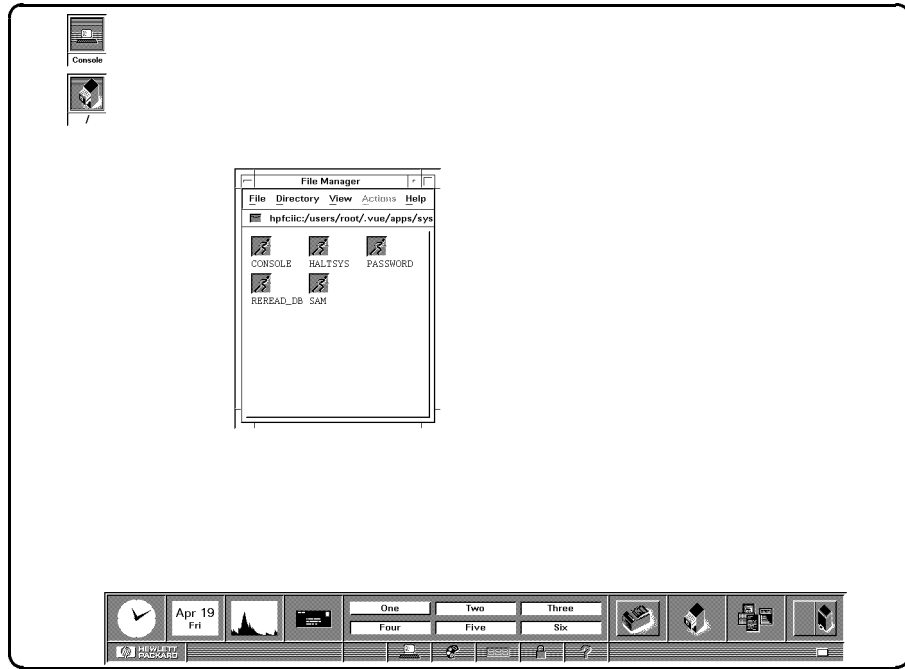 Console
/
File Manager
File Directory View Actions Help
hpfciic:/users/root/.vue/apps/sys
CONSOLE HALTSYS PASSWORD
REREAD_DB SAM
Apr 19
Fri
One Two Three
Four Five Six
hp HEWLETT
PACKARD